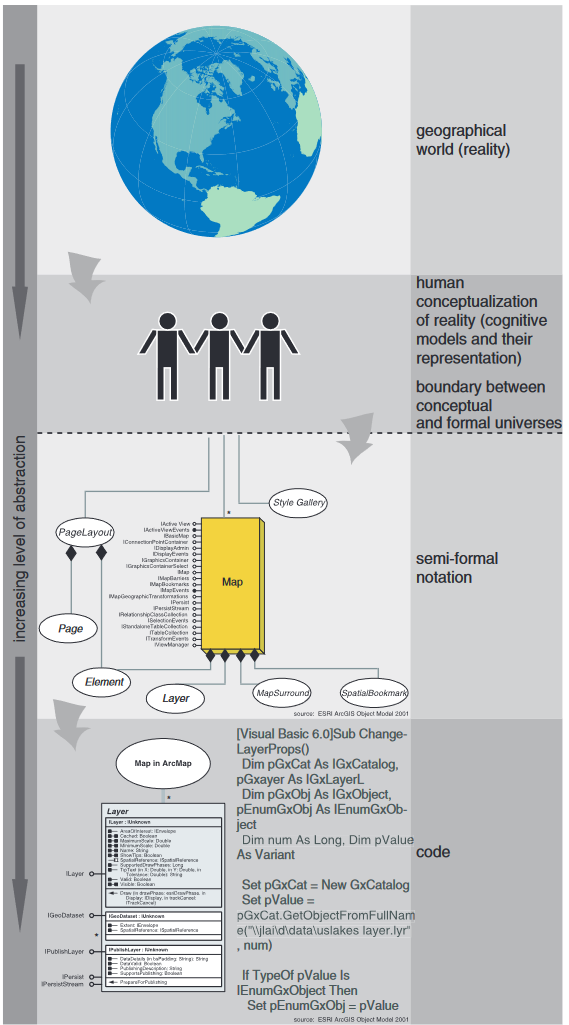 geographical
world (reality)
human
conceptualization
of reality (cognitive
models and their
representation)
boundary between
conceptual
and formal universes
increasing level of abstraction
Style Gallery
*
PageLayout
IActive View
IActiveViewEvents
IBasicMap
IConnectionPointContainer
IDisplayAdmin
IDisplayEvents
IGraphicsContainer
IGraphicsContainerSelect
IMap
IMapBarriers
IMapBookmarks
IMapEvents
IMapGeographicTransformations
IPersist
IPersistStream
IRelationshipClassCollection
ISelectionEvents
IStandaloneTableCollection
ITableCollection
ITransformEvents
IViewManager
Map
semi-formal
notation
Page
Element
Layer
MapSurround
SpatialBookmark
source: ESRI ArcGIS Object Model 2001
Map in ArcMap
*
Layer
ILayer : IUnknown
AreaOfInterest: IEnvelope
Cached: Boolean
MaximumScale: Double
MinimumScale: Double
Name: String
ShowTips: Boolean
SpatialReference: ISpatialReference
SupportedDrawPhases: Long
TipText (in X: Double, in Y: Double, in
Tolerance: Double): String
Valid: Boolean
Visible: Boolean
Draw (in drawPhase: esriDrawPhase, in
Display: IDisplay, in trackCancel:
ITrackCancel)
ILayer
IGeoDataset : IUnknown
Extent: IEnvelope
SpatialReference: ISpatialReference
IGeoDataset
*
IPublishLayer : IUnknown
DataDetails (in bsPadding: String): String
DataValid: Boolean
PublishingDescription: String
SupportsPublishing: Boolean
PrepareForPublishing
IPublishLayer
IPersist
IPersistStream
[Visual Basic 6.0]Sub Change-
LayerProps()
Dim pGxCat As IGxCatalog,
pGxayer As IGxLayerL
Dim pGxObj As IGxObject,
pEnumGxObj As IEnumGxOb-
ject
Dim num As Long, Dim pValue
As Variant
Set pGxCat = New GxCatalog
Set pValue =
pGxCat.GetObjectFromFullNam
e("\\jlai\d\data\uslakes layer.lyr"
, num)
If TypeOf pValue Is
IEnumGxObject Then
Set pEnumGxObj = pValue
code
source: ESRI ArcGIS Object Model 2001